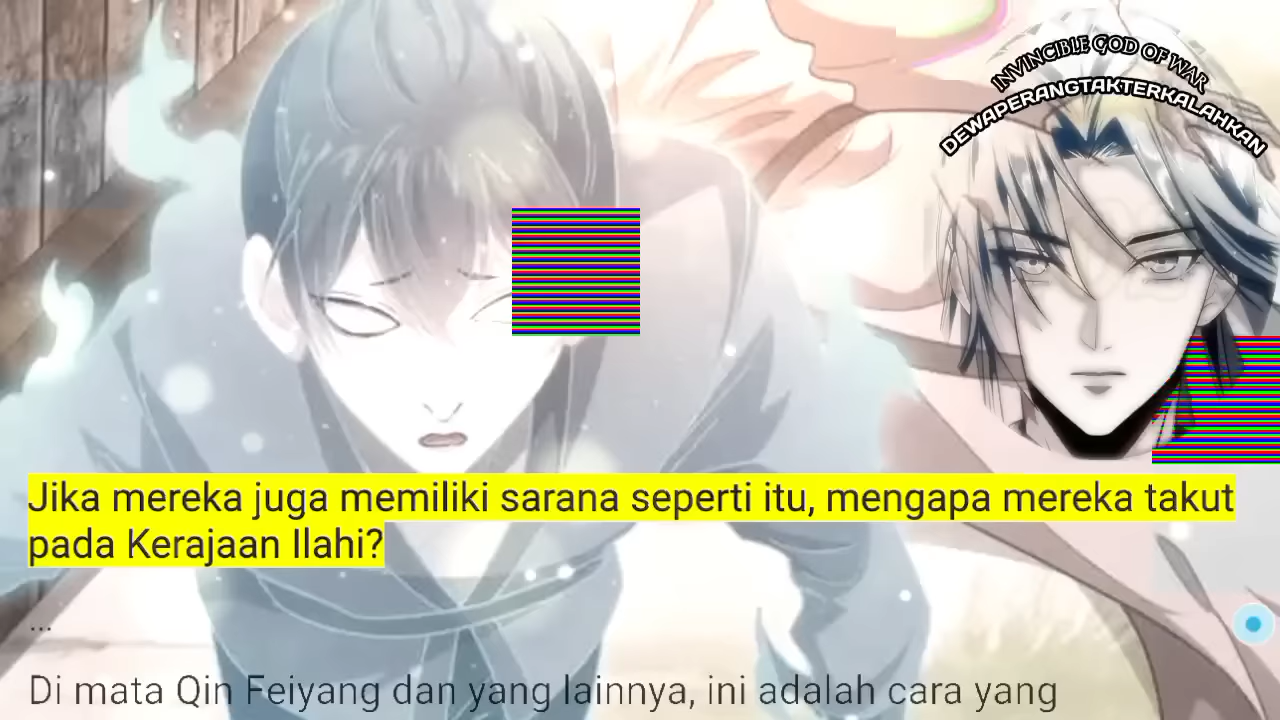 INVINCIBLE GOD OF WAR
DEWAPERANGTAKTERKALAHKAN
Jika mereka juga memiliki sarana seperti itu, mengapa mereka takut
pada Kerajaan Ilahi?
...
Di mata Qin Feiyang dan yang lainnya, ini adalah cara yang